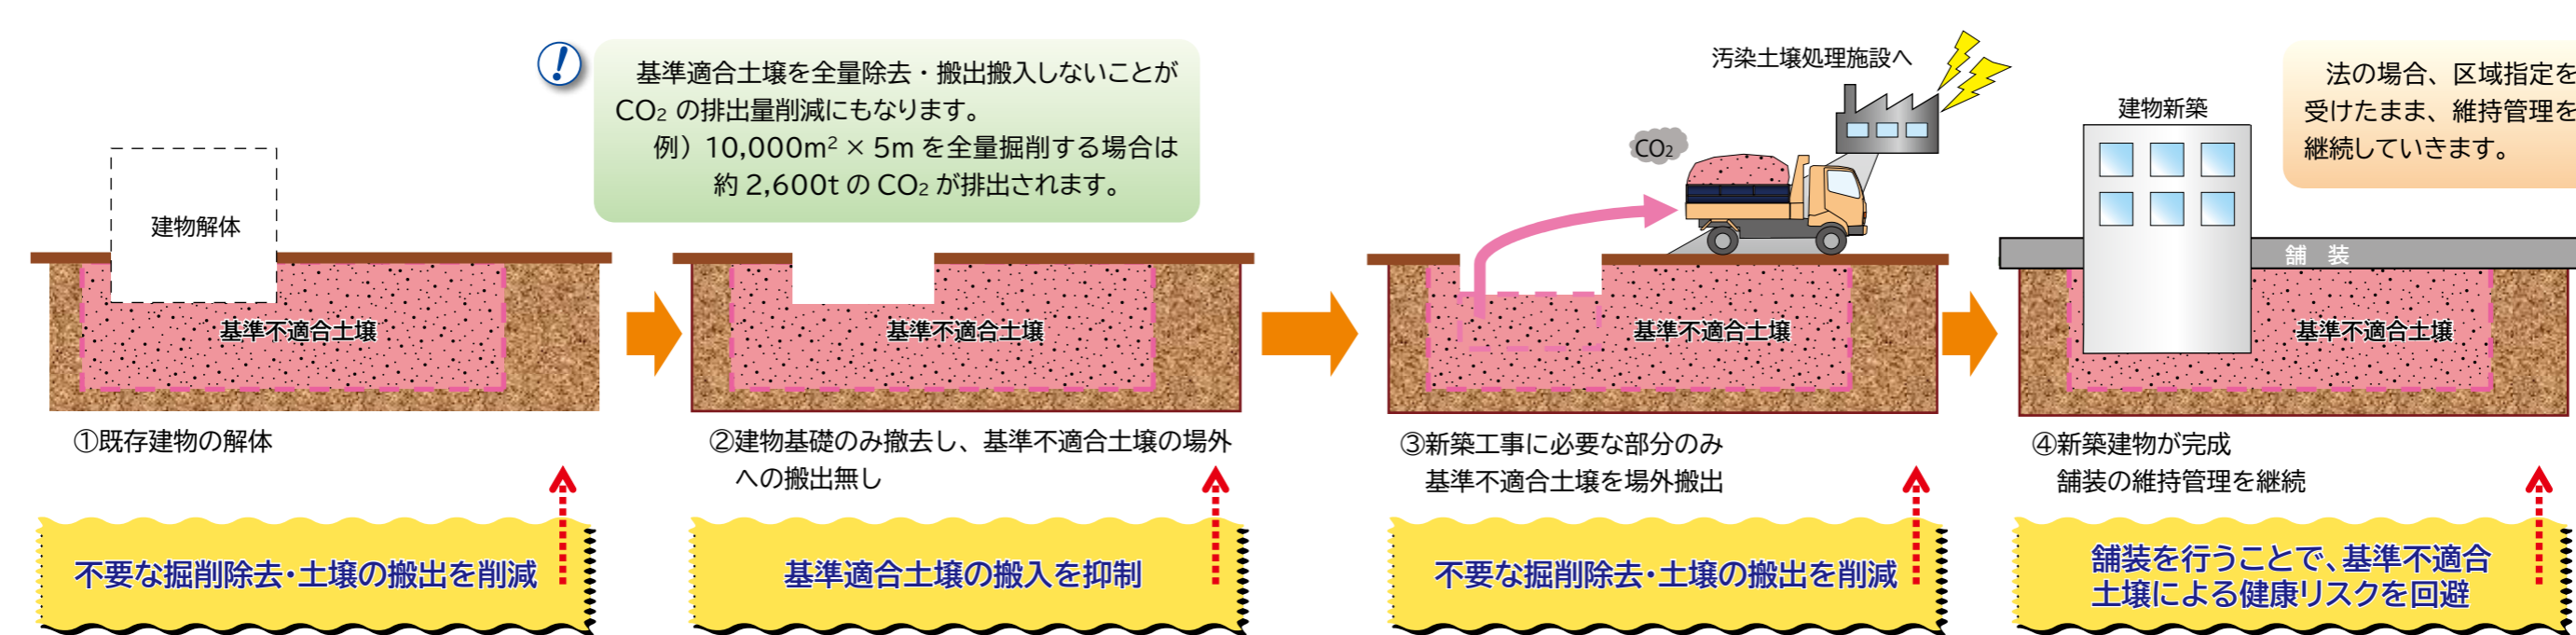 基準適合土壌を全量除去・搬出搬入しないことが
CO₂ の排出量削減にもなります。
例）10,000m² × 5m を全量掘削する場合は
約 2,600t の CO₂ が排出されます。
汚染土壌処理施設へ
CO₂
法の場合、区域指定を
受けたまま、維持管理を
継続していきます。
建物解体
建物新築
舗 装
基準不適合土壌
基準不適合土壌
基準不適合土壌
基準不適合土壌
①既存建物の解体
②建物基礎のみ撤去し、基準不適合土壌の場外
への搬出無し
③新築工事に必要な部分のみ
基準不適合土壌を場外搬出
④新築建物が完成
舗装の維持管理を継続
不要な掘削除去・土壌の搬出を削減
基準適合土壌の搬入を抑制
不要な掘削除去・土壌の搬出を削減
舗装を行うことで、基準不適合
土壌による健康リスクを回避